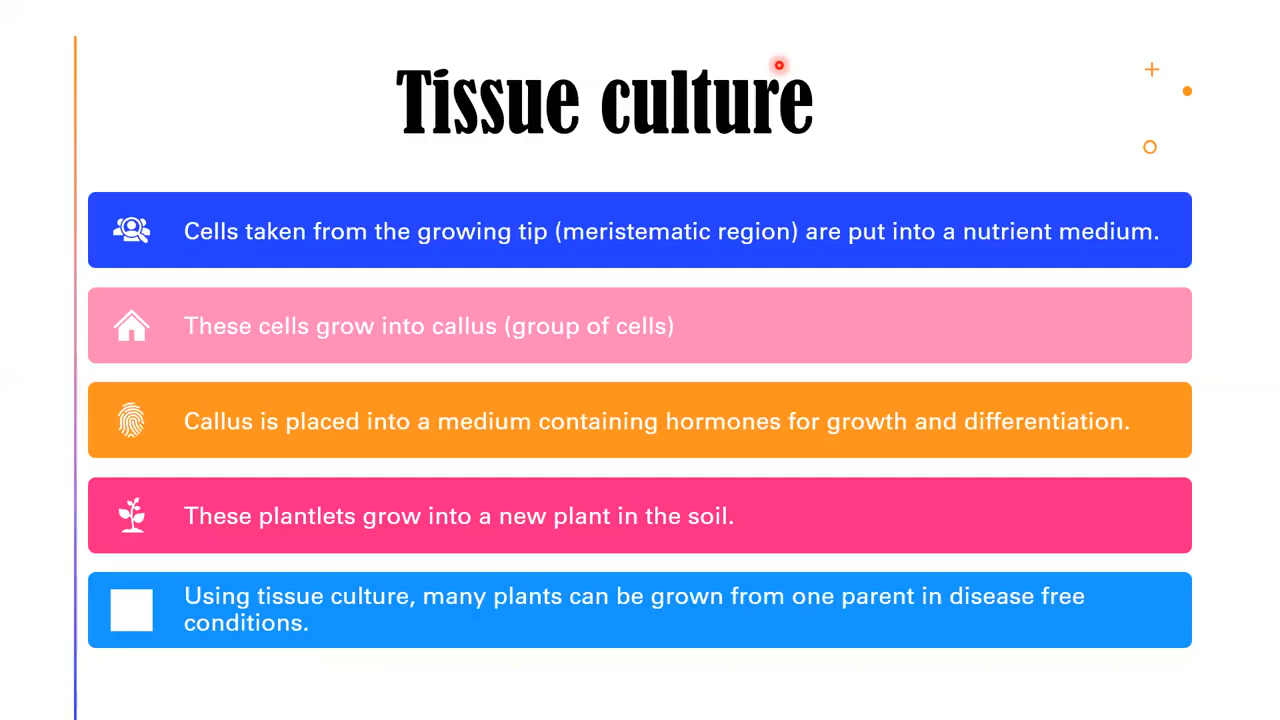 Tissue culture
Cells taken from the growing tip (meristematic region) are put into a nutrient medium.
These cells grow into callus (group of cells)
Callus is placed into a medium containing hormones for growth and differentiation.
These plantlets grow into a new plant in the soil.
Using tissue culture, many plants can be grown from one parent in disease free
conditions.